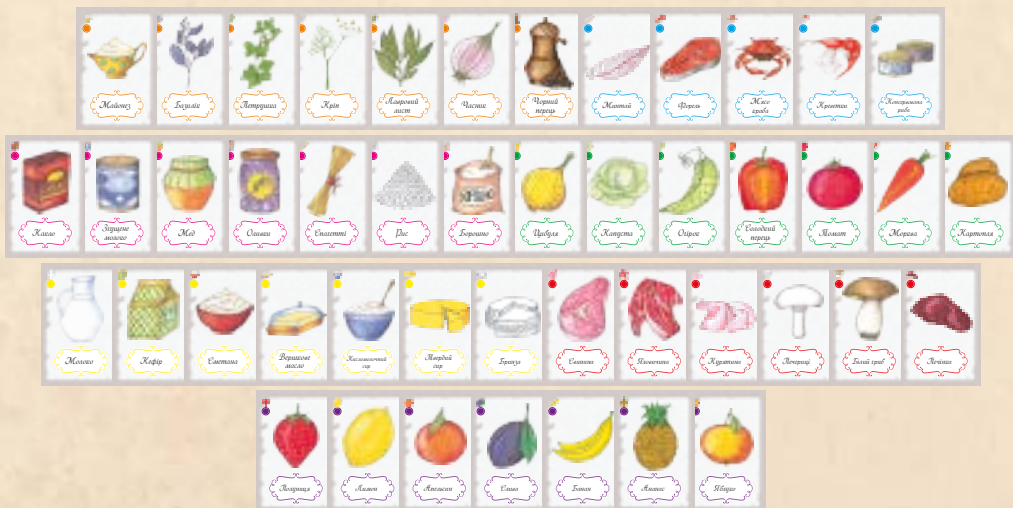 Майонез
Базилік
Петрушка
Кріп
Лавровий
лист
Часник
Чорний
перець
Минтай
Форель
М'ясо
краба
Креветки
Консервована
риба
Какао
Згущене
молоко
Мед
Оливки
Спагетті
Рис
Борошно
Цибуля
Капуста
Огірок
Солодкий
перець
Томат
Морква
Картопля
Молоко
Кефір
Сметана
Вершкове
масло
Кисломолочний
сир
Твердий
сир
Бринза
Свинина
Яловичина
Курятина
Печериці
Білий гриб
Печінка
Полуниця
Лимон
Апельсин
Слива
Банан
Ананас
Яблуко